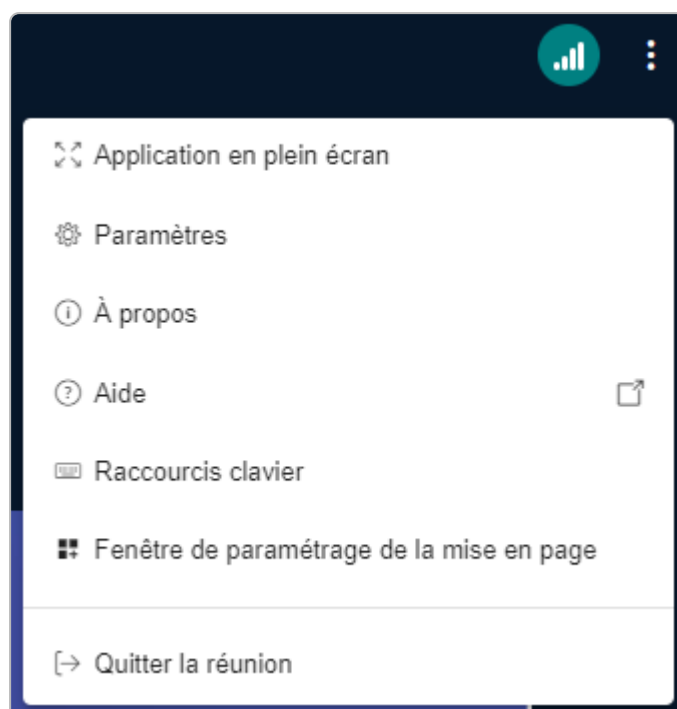 Application en plein écran
Paramètres
À propos
Aide
Raccourcis clavier
Fenêtre de paramétrage de la mise en page
Quitter la réunion